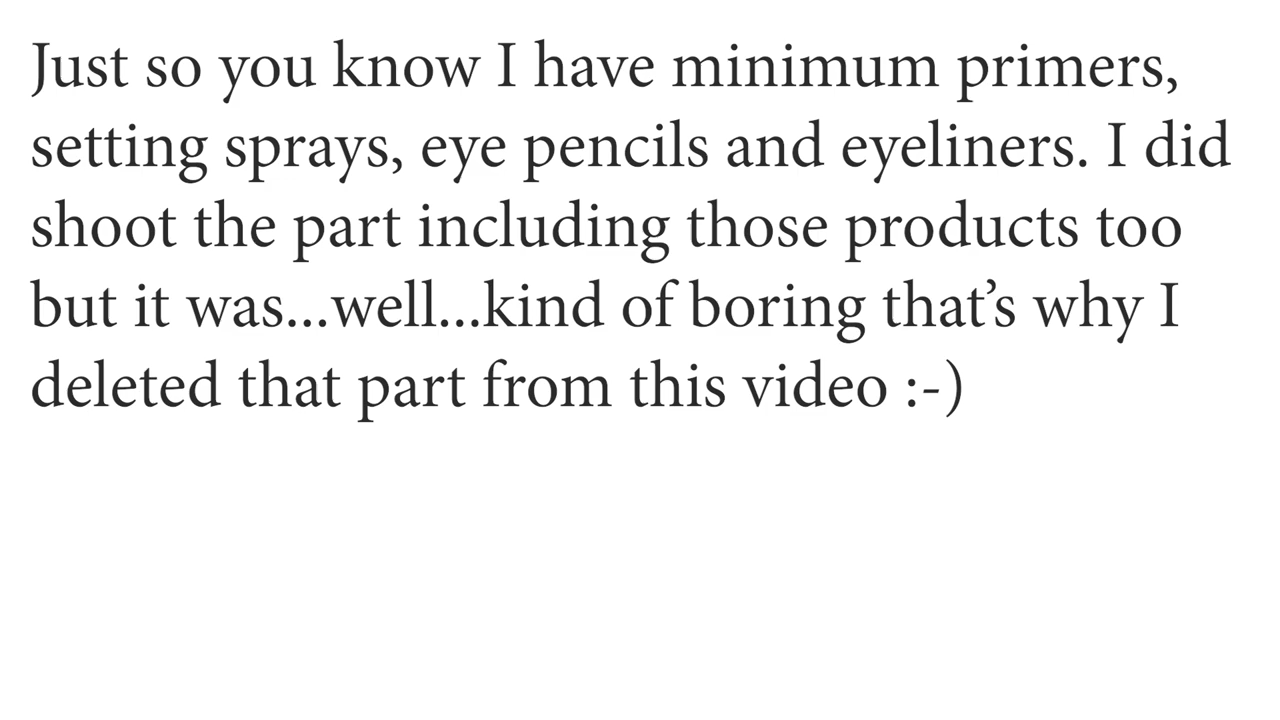 Just so you know I have minimum primers,
setting sprays, eye pencils and eyeliners. I did
shoot the part including those products too
but it was...well...kind of boring that’s why I
deleted that part from this video :-)